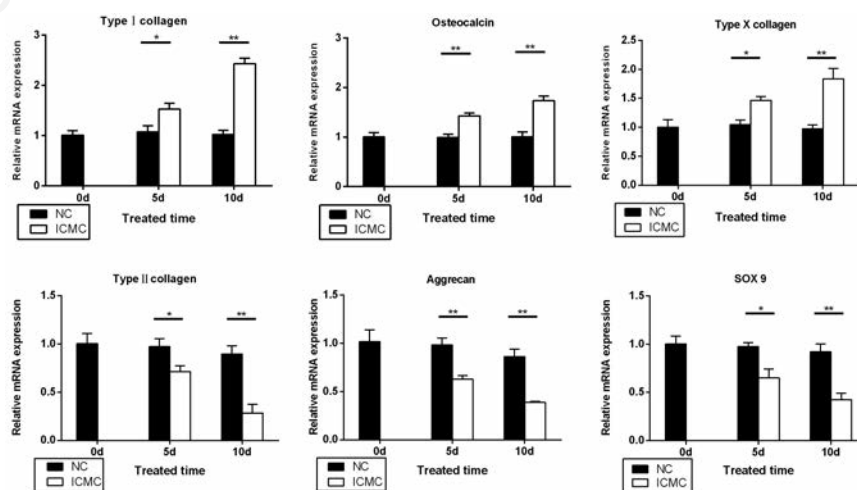 Type Ⅰ collagen
* **
Relative mRNA expression
3
2
1
0
0d 5d 10d
Treated time
NC
ICMC
Osteocalcin
** **
Relative mRNA expression
3
2
1
0
0d 5d 10d
Treated time
NC
ICMC
Type X collagen
* **
Relative mRNA expression
2.5
2.0
1.5
1.0
0.5
0.0
0d 5d 10d
Treated time
NC
ICMC
Type Ⅱ collagen
* **
Relative mRNA expression
1.5
1.0
0.5
0.0
0d 5d 10d
Treated time
NC
ICMC
Aggrecan
** **
Relative mRNA expression
1.5
1.0
0.5
0.0
0d 5d 10d
Treated time
NC
ICMC
SOX 9
* **
Relative mRNA expression
1.5
1.0
0.5
0.0
0d 5d 10d
Treated time
NC
ICMC